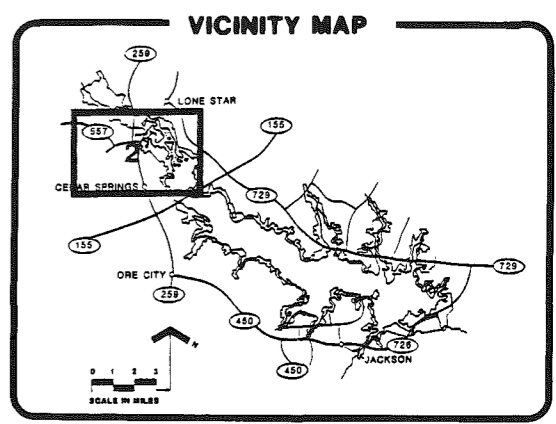 VICINITY MAP
259
LONE STAR
155
557
2
CEDAR SPRINGS
729
155
ORE CITY
729
259
450
726
JACKSON
450
N
0 1 2 3
SCALE IN MILES